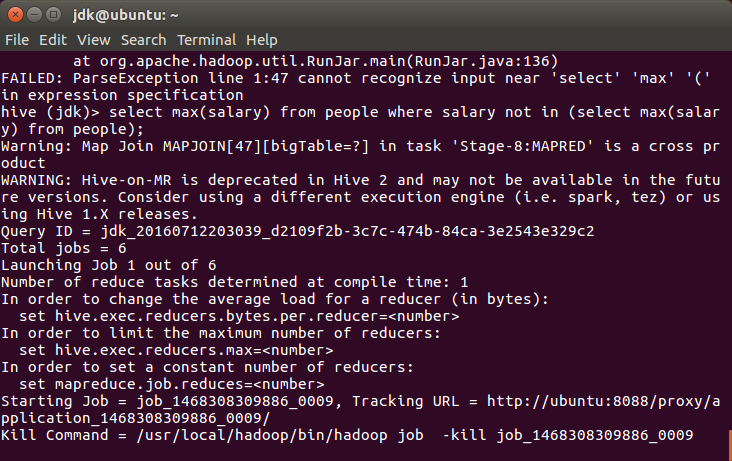 jdk@ubuntu: ~
File Edit View Search Terminal Help
        at org.apache.hadoop.util.RunJar.main(RunJar.java:136)
FAILED: ParseException line 1:47 cannot recognize input near 'select' 'max' '('
in expression specification
hive (jdk)> select max(salary) from people where salary not in (select max(salar
y) from people);
Warning: Map Join MAPJOIN[47][bigTable=?] in task 'Stage-8:MAPRED' is a cross pr
oduct
WARNING: Hive-on-MR is deprecated in Hive 2 and may not be available in the futu
re versions. Consider using a different execution engine (i.e. spark, tez) or us
ing Hive 1.X releases.
Query ID = jdk_20160712203039_d2109f2b-3c7c-474b-84ca-3e2543e329c2
Total jobs = 6
Launching Job 1 out of 6
Number of reduce tasks determined at compile time: 1
In order to change the average load for a reducer (in bytes):
  set hive.exec.reducers.bytes.per.reducer=<number>
In order to limit the maximum number of reducers:
  set hive.exec.reducers.max=<number>
In order to set a constant number of reducers:
  set mapreduce.job.reduces=<number>
Starting Job = job_1468308309886_0009, Tracking URL = http://ubuntu:8088/proxy/a
pplication_1468308309886_0009/
Kill Command = /usr/local/hadoop/bin/hadoop job  -kill job_1468308309886_0009